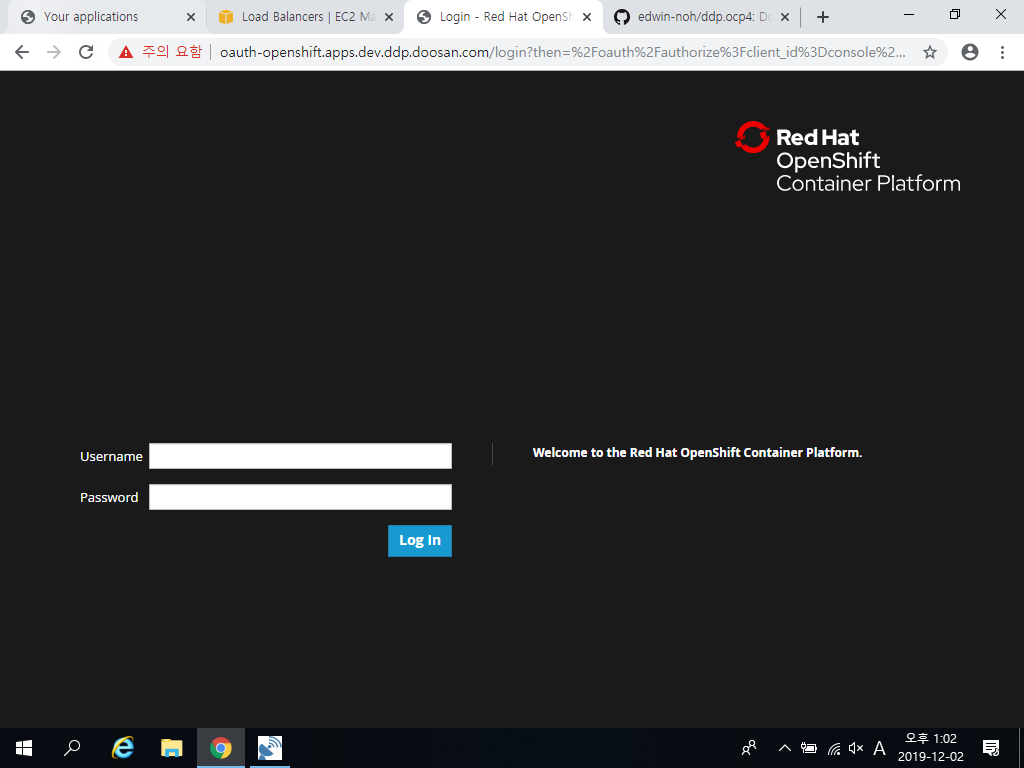 Your applications
Load Balancers | EC2 Ma
Login - Red Hat OpenSh
edwin-noh/ddp.ocp4: Do
주의 요함
oauth-openshift.apps.dev.ddp.doosan.com/login?then=%2Foauth%2Fauthorize%3Fclient_id%3Dconsole%2...
Red Hat
OpenShift
Container Platform
Username
Welcome to the Red Hat OpenShift Container Platform.
Password
Log In
A
오후 1:02
2019-12-02